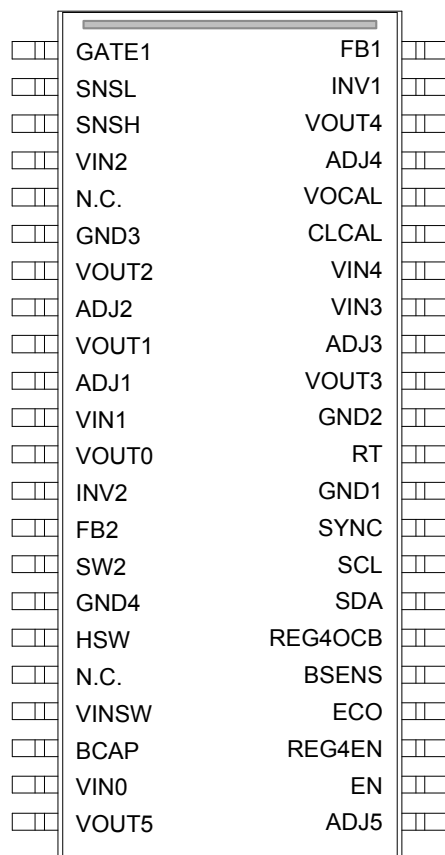 GATE1 FB1
SNSL INV1
SNSH VOUT4
VIN2 ADJ4
N.C. VOCAL
GND3 CLCAL
VOUT2 VIN4
ADJ2 VIN3
VOUT1 ADJ3
ADJ1 VOUT3
VIN1 GND2
VOUT0 RT
INV2 GND1
FB2 SYNC
SW2 SCL
GND4 SDA
HSW REG4OCB
N.C. BSENS
VINSW ECO
BCAP REG4EN
VIN0 EN
VOUT5 ADJ5